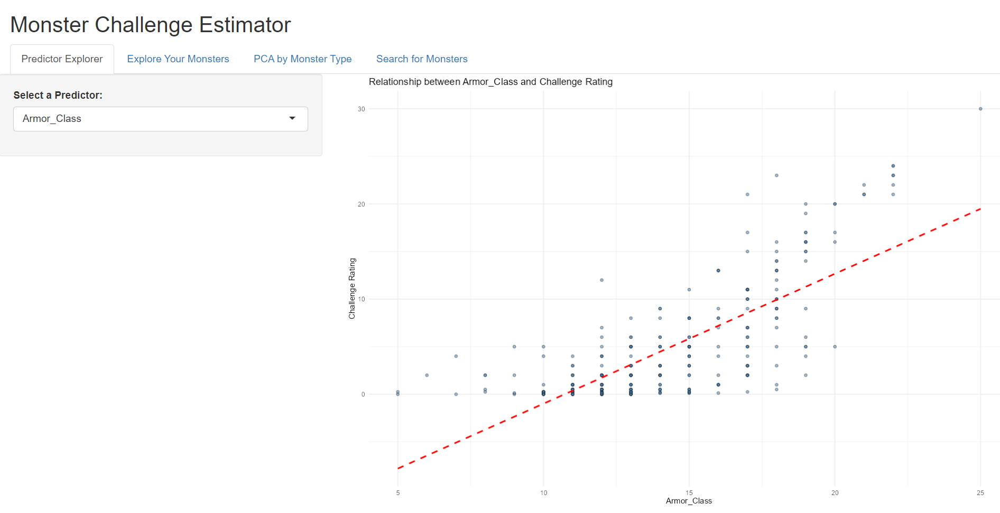 Monster Challenge Estimator
Predictor Explorer
Explore Your Monsters
PCA by Monster Type
Search for Monsters
Select a Predictor:
Armor_Class
Relationship between Armor_Class and Challenge Rating
30
20
10
0
Challenge Rating
5
10
15
20
25
Armor_Class